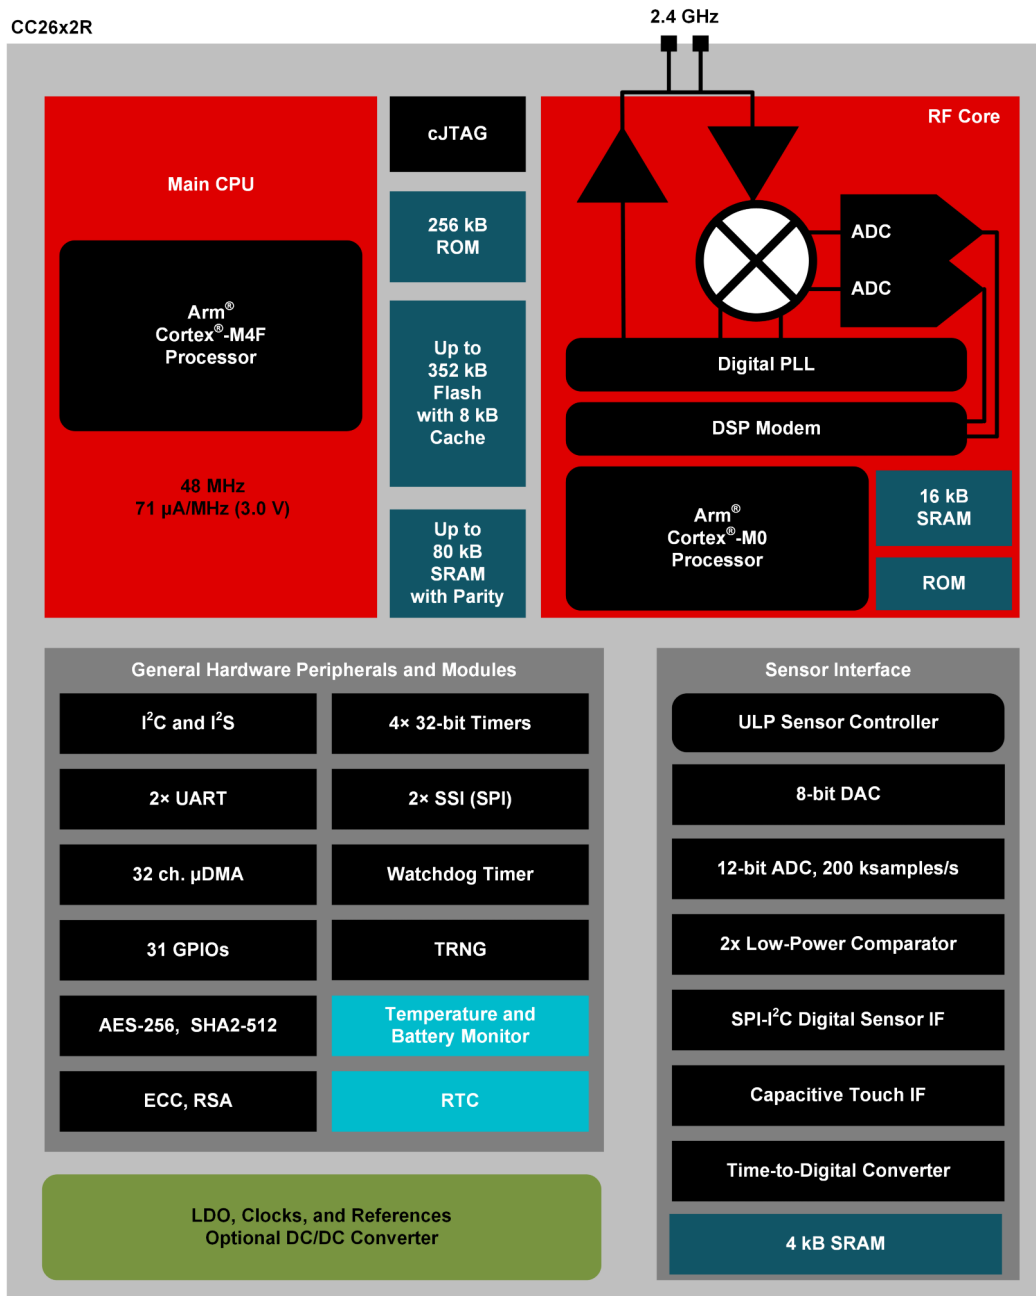 CC26x2R
2.4 GHz
Main CPU
Arm®
Cortex®-M4F
Processor
48 MHz
71 µA/MHz (3.0 V)
cJTAG
256 kB
ROM
Up to
352 kB
Flash
with 8 kB
Cache
Up to
80 kB
SRAM
with Parity
RF Core
ADC
ADC
Digital PLL
DSP Modem
Arm®
Cortex®-M0
Processor
16 kB
SRAM
ROM
General Hardware Peripherals and Modules
I²C and I²S
4× 32-bit Timers
2× UART
2× SSI (SPI)
32 ch. µDMA
Watchdog Timer
31 GPIOs
TRNG
AES-256, SHA2-512
Temperature and
Battery Monitor
ECC, RSA
RTC
LDO, Clocks, and References
Optional DC/DC Converter
Sensor Interface
ULP Sensor Controller
8-bit DAC
12-bit ADC, 200 ksamples/s
2x Low-Power Comparator
SPI-I²C Digital Sensor IF
Capacitive Touch IF
Time-to-Digital Converter
4 kB SRAM